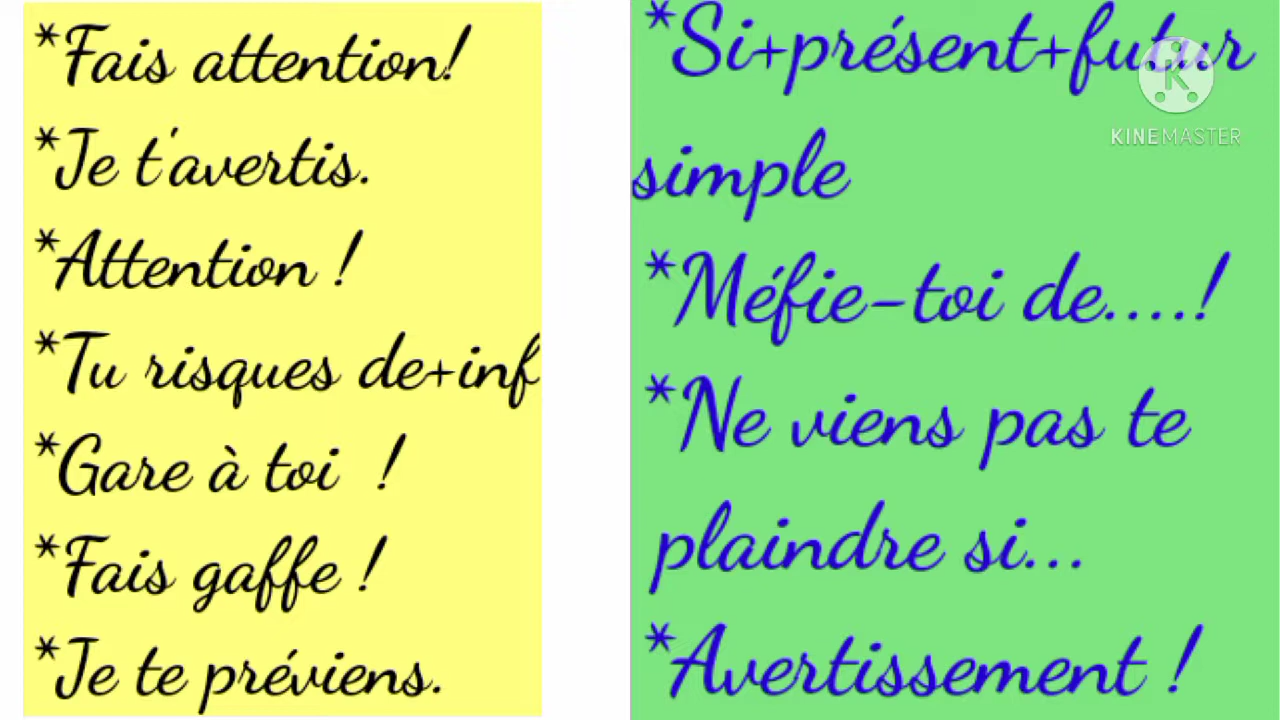 *Fais attention!
*Je t'avertis.
*Attention !
*Tu risques de+inf
*Gare à toi !
*Fais gaffe !
*Je te préviens.
*Si+présent+futur
simple
*Méfie-toi de....!
*Ne viens pas te
plaindre si...
*Avertissement !
K
KINEMASTER